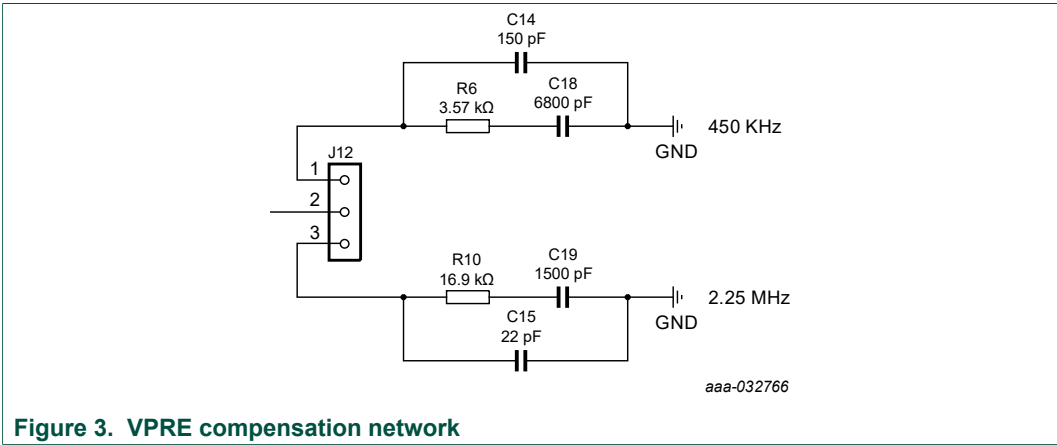 C14
150 pF
R6
3.57 kΩ
C18
6800 pF
450 KHz
GND
J12
1
2
3
R10
16.9 kΩ
C19
1500 pF
2.25 MHz
GND
C15
22 pF
aaa-032766
Figure 3. VPRE compensation network